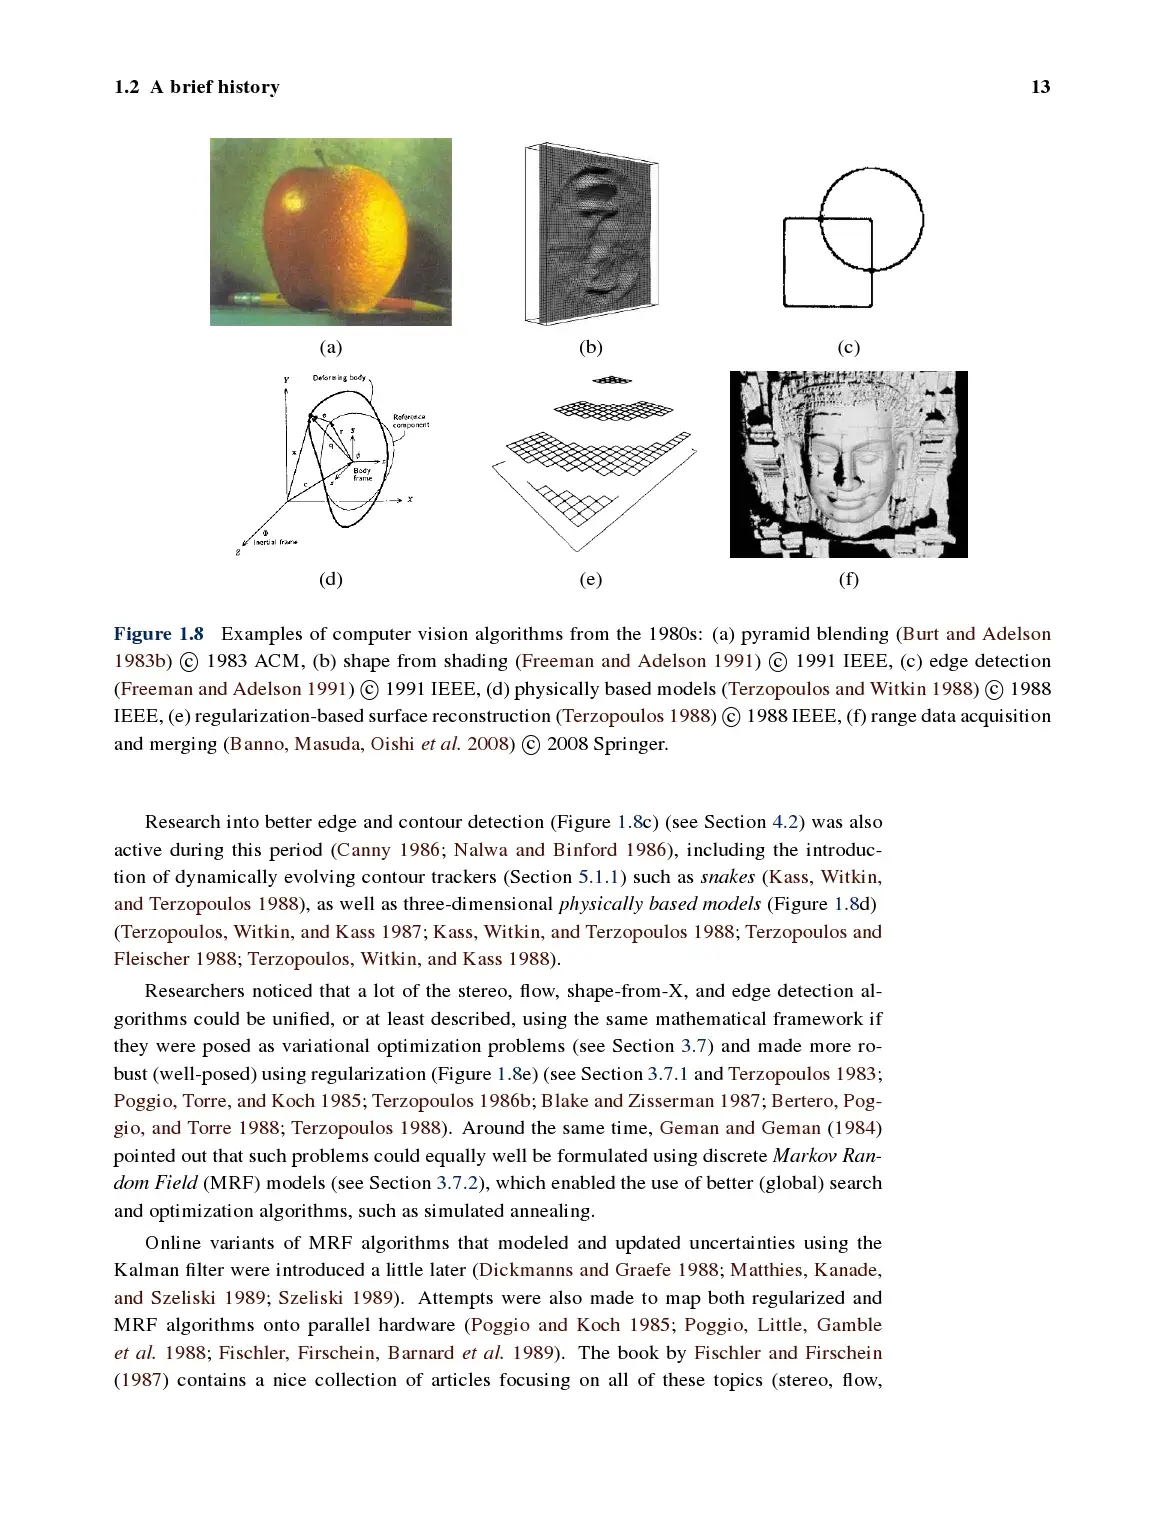 1.2 A brief history 13
(a) (b) (c)
Y
Deforming body
Reference
component
e
r
y
q
x
ϕ
Body
frame
z
c
X
Φ
Inertial frame
Z
(d) (e) (f)
Figure 1.8 Examples of computer vision algorithms from the 1980s: (a) pyramid blending (Burt and Adelson
1983b) © 1983 ACM, (b) shape from shading (Freeman and Adelson 1991) © 1991 IEEE, (c) edge detection
(Freeman and Adelson 1991) © 1991 IEEE, (d) physically based models (Terzopoulos and Witkin 1988) © 1988
IEEE, (e) regularization-based surface reconstruction (Terzopoulos 1988) © 1988 IEEE, (f) range data acquisition
and merging (Banno, Masuda, Oishi et al. 2008) © 2008 Springer.
Research into better edge and contour detection (Figure 1.8c) (see Section 4.2) was also
active during this period (Canny 1986; Nalwa and Binford 1986), including the introduc-
tion of dynamically evolving contour trackers (Section 5.1.1) such as snakes (Kass, Witkin,
and Terzopoulos 1988), as well as three-dimensional physically based models (Figure 1.8d)
(Terzopoulos, Witkin, and Kass 1987; Kass, Witkin, and Terzopoulos 1988; Terzopoulos and
Fleischer 1988; Terzopoulos, Witkin, and Kass 1988).
Researchers noticed that a lot of the stereo, flow, shape-from-X, and edge detection al-
gorithms could be unified, or at least described, using the same mathematical framework if
they were posed as variational optimization problems (see Section 3.7) and made more ro-
bust (well-posed) using regularization (Figure 1.8e) (see Section 3.7.1 and Terzopoulos 1983;
Poggio, Torre, and Koch 1985; Terzopoulos 1986b; Blake and Zisserman 1987; Bertero, Pog-
gio, and Torre 1988; Terzopoulos 1988). Around the same time, Geman and Geman (1984)
pointed out that such problems could equally well be formulated using discrete Markov Ran-
dom Field (MRF) models (see Section 3.7.2), which enabled the use of better (global) search
and optimization algorithms, such as simulated annealing.
Online variants of MRF algorithms that modeled and updated uncertainties using the
Kalman filter were introduced a little later (Dickmanns and Graefe 1988; Matthies, Kanade,
and Szeliski 1989; Szeliski 1989). Attempts were also made to map both regularized and
MRF algorithms onto parallel hardware (Poggio and Koch 1985; Poggio, Little, Gamble
et al. 1988; Fischler, Firschein, Barnard et al. 1989). The book by Fischler and Firschein
(1987) contains a nice collection of articles focusing on all of these topics (stereo, flow,